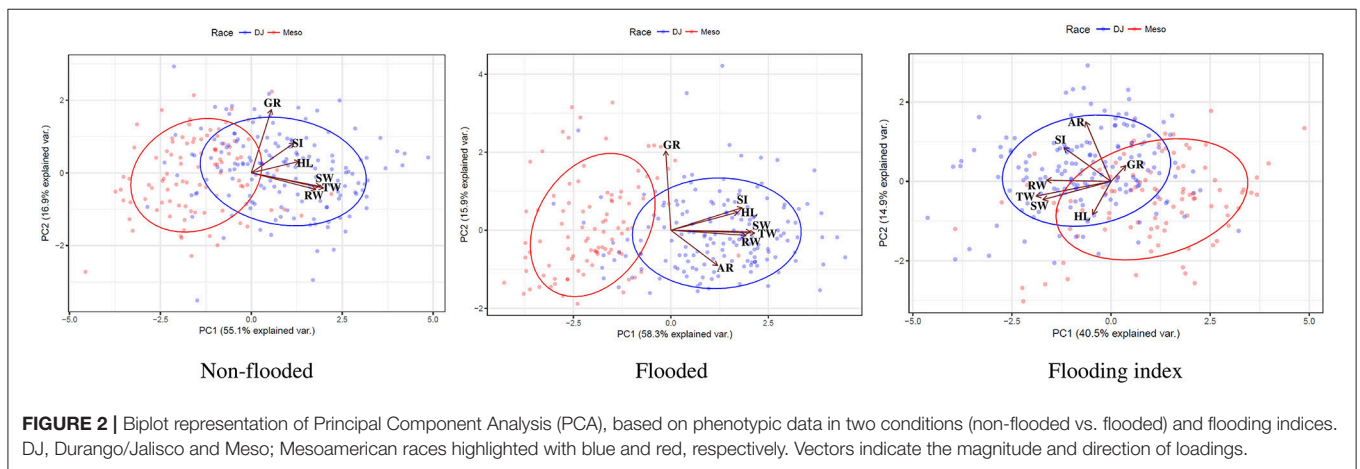 Race DJ Meso
GR
SI
HL
SW
TW
RW
2
0
−2
−5.0 −2.5 0.0 2.5 5.0
PC2 (16.9% explained var.)
PC1 (55.1% explained var.)
Non-flooded
Race DJ Meso
GR
SI
HL
SW
TW
RW
AR
4
2
0
−2
−2.5 0.0 2.5
PC2 (15.9% explained var.)
PC1 (58.3% explained var.)
Flooded
Race DJ Meso
AR
SI
GR
RW
TW
SW
HL
2
0
−2
−5.0 −2.5 0.0 2.5 5.0
PC2 (14.9% explained var.)
PC1 (40.5% explained var.)
Flooding index
FIGURE 2 | Biplot representation of Principal Component Analysis (PCA), based on phenotypic data in two conditions (non-flooded vs. flooded) and flooding indices.
DJ, Durango/Jalisco and Meso; Mesoamerican races highlighted with blue and red, respectively. Vectors indicate the magnitude and direction of loadings.